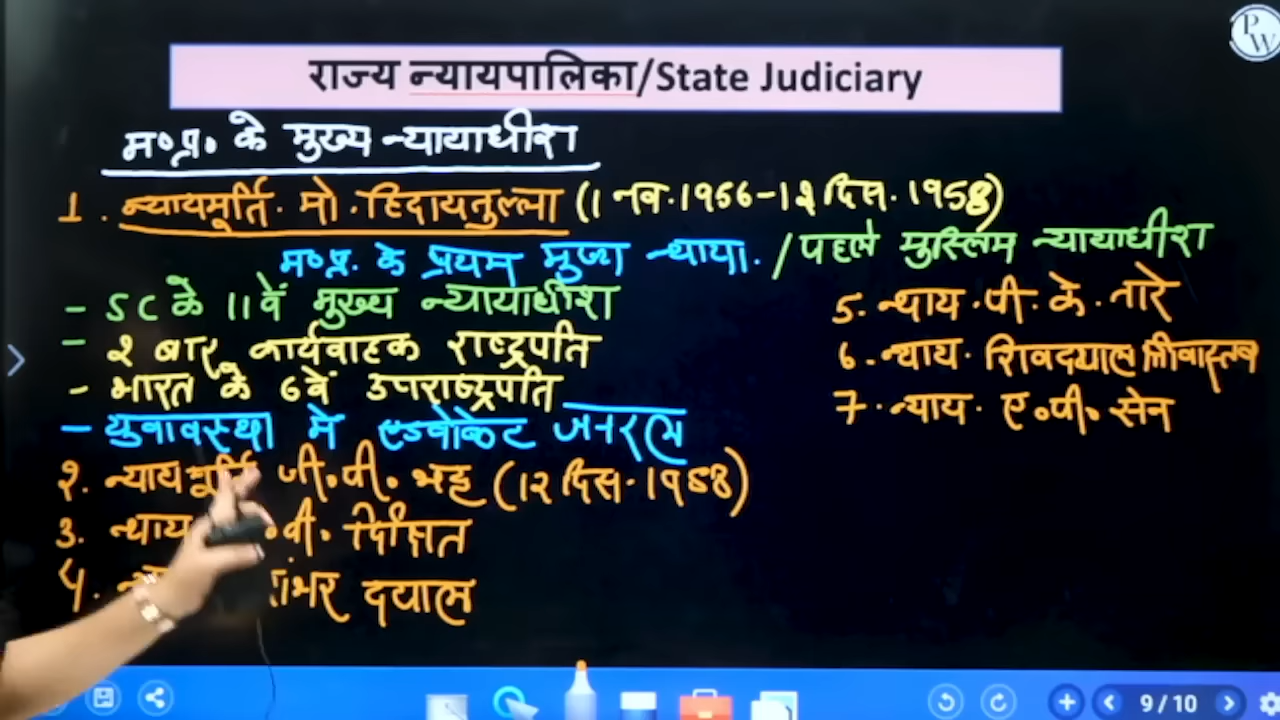 PW
राज्य न्यायपालिका/State Judiciary
म०प्र० के मुख्य न्यायाधीश
1. न्यायमूर्ति. मो. हिदायतुल्ला (1 नव. 1956-12 दिस. 1958)
म०प्र. के प्रथम मुख्य न्याया. / पहले मुस्लिम न्यायाधीश
- SC के 11वें मुख्य न्यायाधीश
- 2 बार कार्यवाहक राष्ट्रपति
- भारत के 6वें उपराष्ट्रपति
- युवावस्था में एडवोकेट जनरल
2. न्यायमूर्ति जी.पी. भट्ट (12 दिस. 1958)
3. न्याय .वी. दिक्षित
4. दयाल
5. न्याय. पी. के. तारे
6. न्याय. शिवदयाल श्रीवास्तव
7. न्याय. ए.पी. सेन
9 / 10